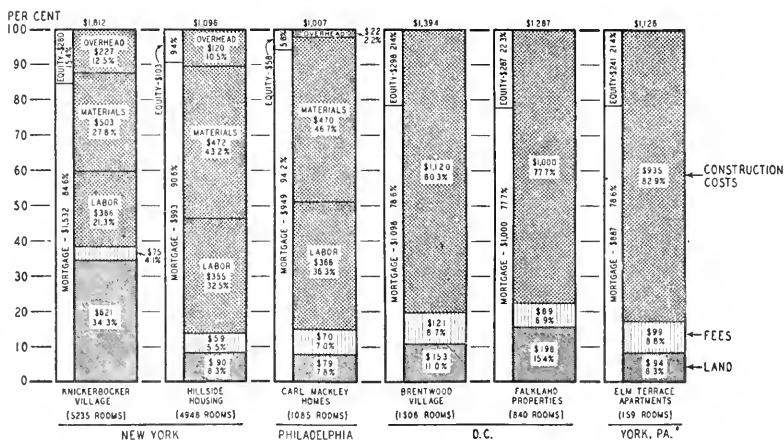 PER CENT
$1,812
$1,096
$1,007
$1,394
$1,287
$1,128
100
90
80
70
60
50
40
30
20
10
0
EQUITY-$280
15.4%
MORTGAGE - $1,532 84.6%
OVERHEAD
$227
12.5%
MATERIALS
$503
27.8%
LABOR
$386
21.3%
$75
4.1%
$621
34.3%
EQUITY-$103
9.4%
MORTGAGE - $993 90.6%
OVERHEAD
$120
10.5%
MATERIALS
$472
43.2%
LABOR
$355
32.5%
$59
5.5%
$90
8.3%
EQUITY-$58
5.8%
MORTGAGE - $949 94.2%
OVERHEAD
$22
2.2%
MATERIALS
$470
46.7%
LABOR
$366
36.3%
$70
7.0%
$79
7.8%
EQUITY-$298 21.4%
MORTGAGE - $1,098 78.6%
$1,120
80.3%
$121
8.7%
$153
11.0%
EQUITY-$287 22.3%
MORTGAGE - $1,000 77.7%
$1,000
77.7%
$89
6.9%
$198
15.4%
EQUITY-$241 21.4%
MORTGAGE - $887 78.6%
$935
82.9%
$99
8.8%
$94
8.3%
CONSTRUCTION
COSTS
FEES
LAND
KNICKERBOCKER
VILLAGE
(5235 ROOMS)
HILLSIDE
HOUSING
(4948 ROOMS)
CARL MACKLEY
HOMES
(1085 ROOMS)
BRENTWOOD
VILLAGE
(1306 ROOMS)
FALKLAND
PROPERTIES
(840 ROOMS)
ELM TERRACE
APARTMENTS
(159 ROOMS)
NEW YORK
PHILADELPHIA
D.C.
YORK, PA.